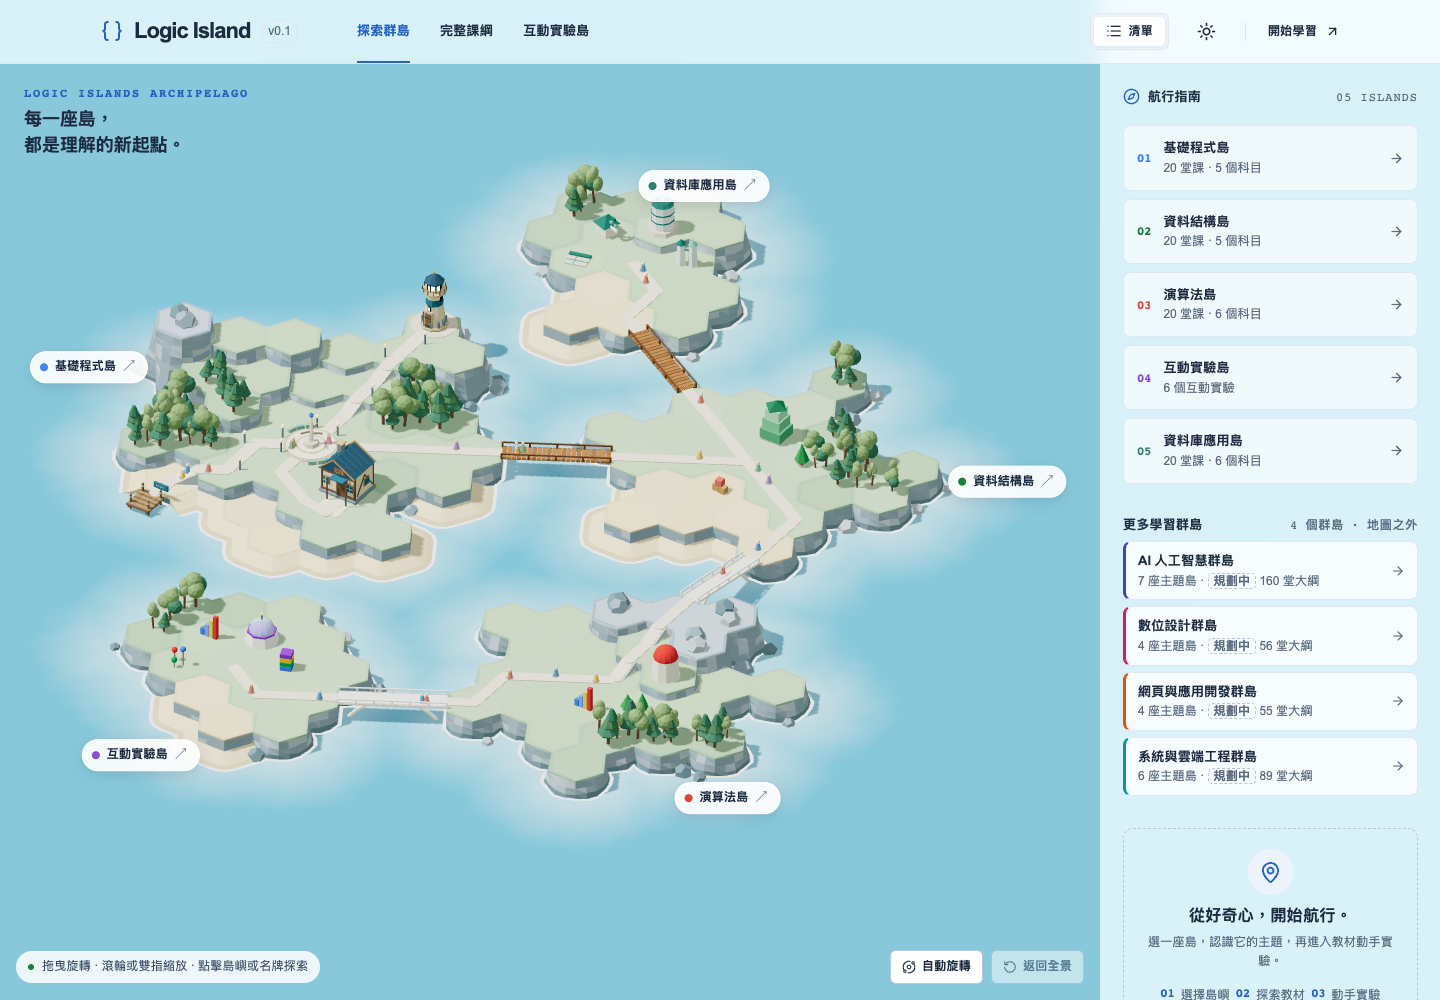 { } Logic Island v0.1
探索群島 完整課綱 互動實驗島
清單
開始學習
LOGIC ISLANDS ARCHIPELAGO
每一座島，
都是理解的新起點。
資料庫應用島
基礎程式島
資料結構島
互動實驗島
演算法島
拖曳旋轉 · 滾輪或雙指縮放 · 點擊島嶼或名牌探索
自動旋轉
返回全景
航行指南 05 ISLANDS
01 基礎程式島
20 堂課 · 5 個科目
02 資料結構島
20 堂課 · 5 個科目
03 演算法島
20 堂課 · 6 個科目
04 互動實驗島
6 個互動實驗
05 資料庫應用島
20 堂課 · 6 個科目
更多學習群島 4 個群島 · 地圖之外
AI 人工智慧群島
7 座主題島 · 規劃中 160 堂大綱
數位設計群島
4 座主題島 · 規劃中 56 堂大綱
網頁與應用開發群島
4 座主題島 · 規劃中 55 堂大綱
系統與雲端工程群島
6 座主題島 · 規劃中 89 堂大綱
從好奇心，開始航行。
選一座島，認識它的主題，再進入教材動手實
驗。
01 選擇島嶼 02 探索教材 03 動手實驗